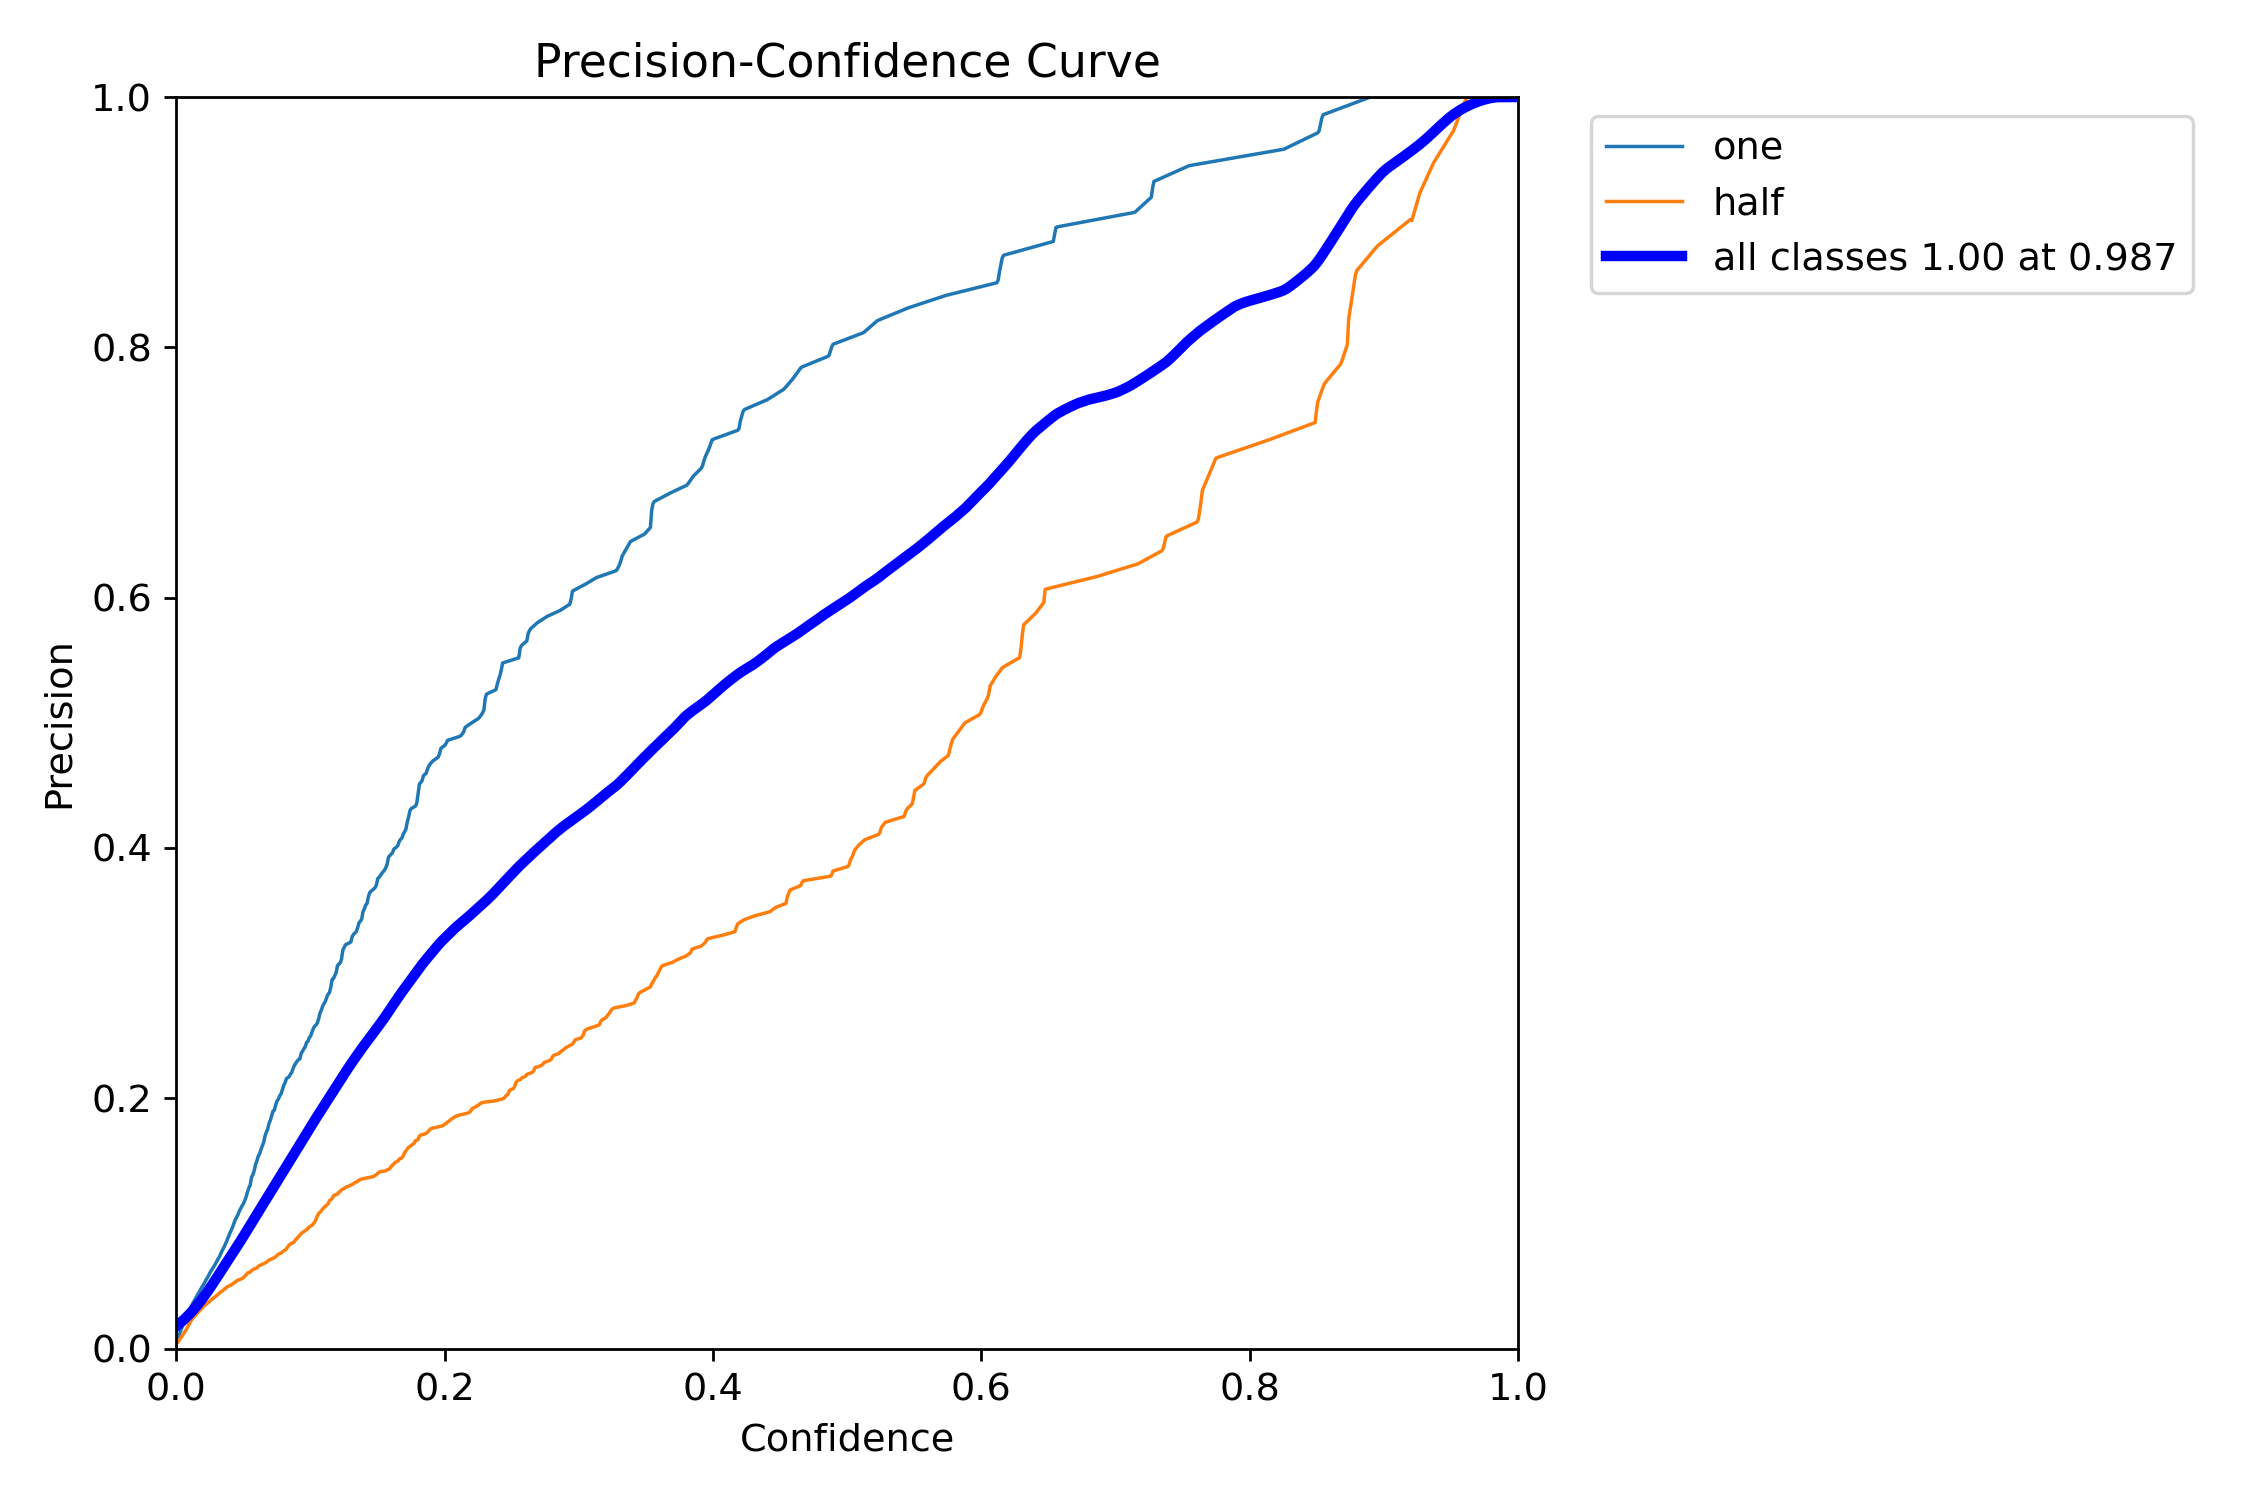 Precision-Confidence Curve
1.0
0.8
0.6
0.4
0.2
0.0
Precision
0.0 0.2 0.4 0.6 0.8 1.0
Confidence
one
half
all classes 1.00 at 0.987